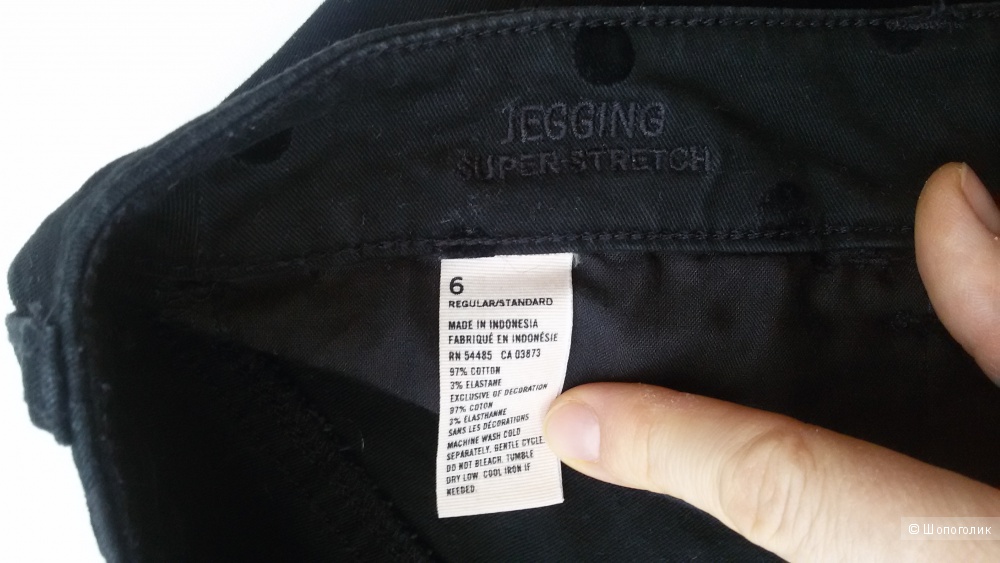 JEGGING
SUPER STRETCH
6
REGULAR/STANDARD
MADE IN INDONESIA
FABRIQUÉ EN INDONÉSIE
RN 54485 CA 03873
97% COTTON
3% ELASTANE
EXCLUSIVE OF DECORATION
97% COTON
3% ELASTHANNE
SANS LES DÉCORATIONS
MACHINE WASH COLD
SEPARATELY, GENTLE CYCLE.
DO NOT BLEACH. TUMBLE
DRY LOW. COOL IRON IF
NEEDED
© Шопоголик